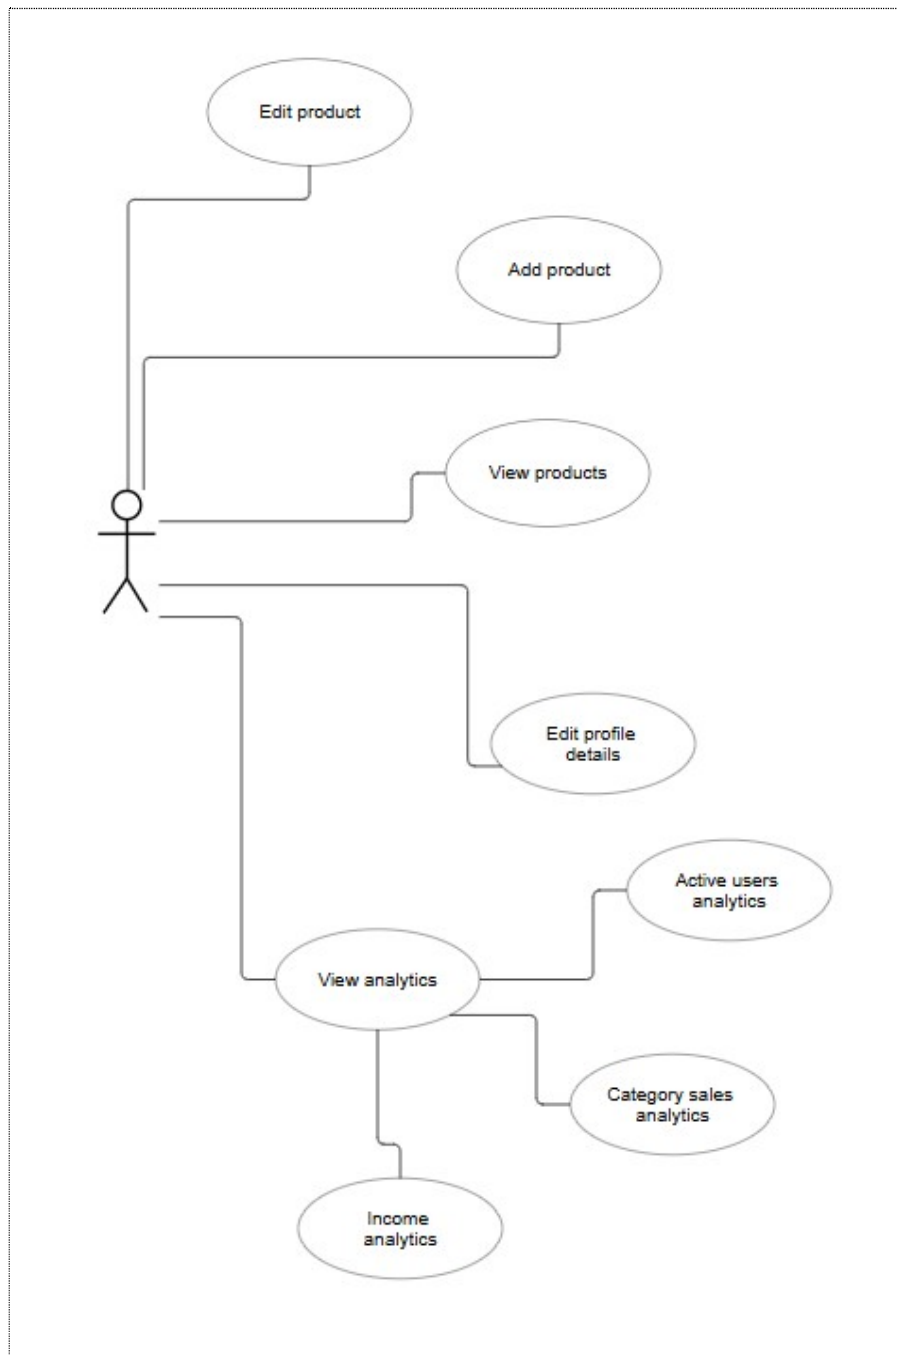 Edit product
Add product
View products
Edit profile
details
Active users
analytics
View analytics
Category sales
analytics
Income
analytics